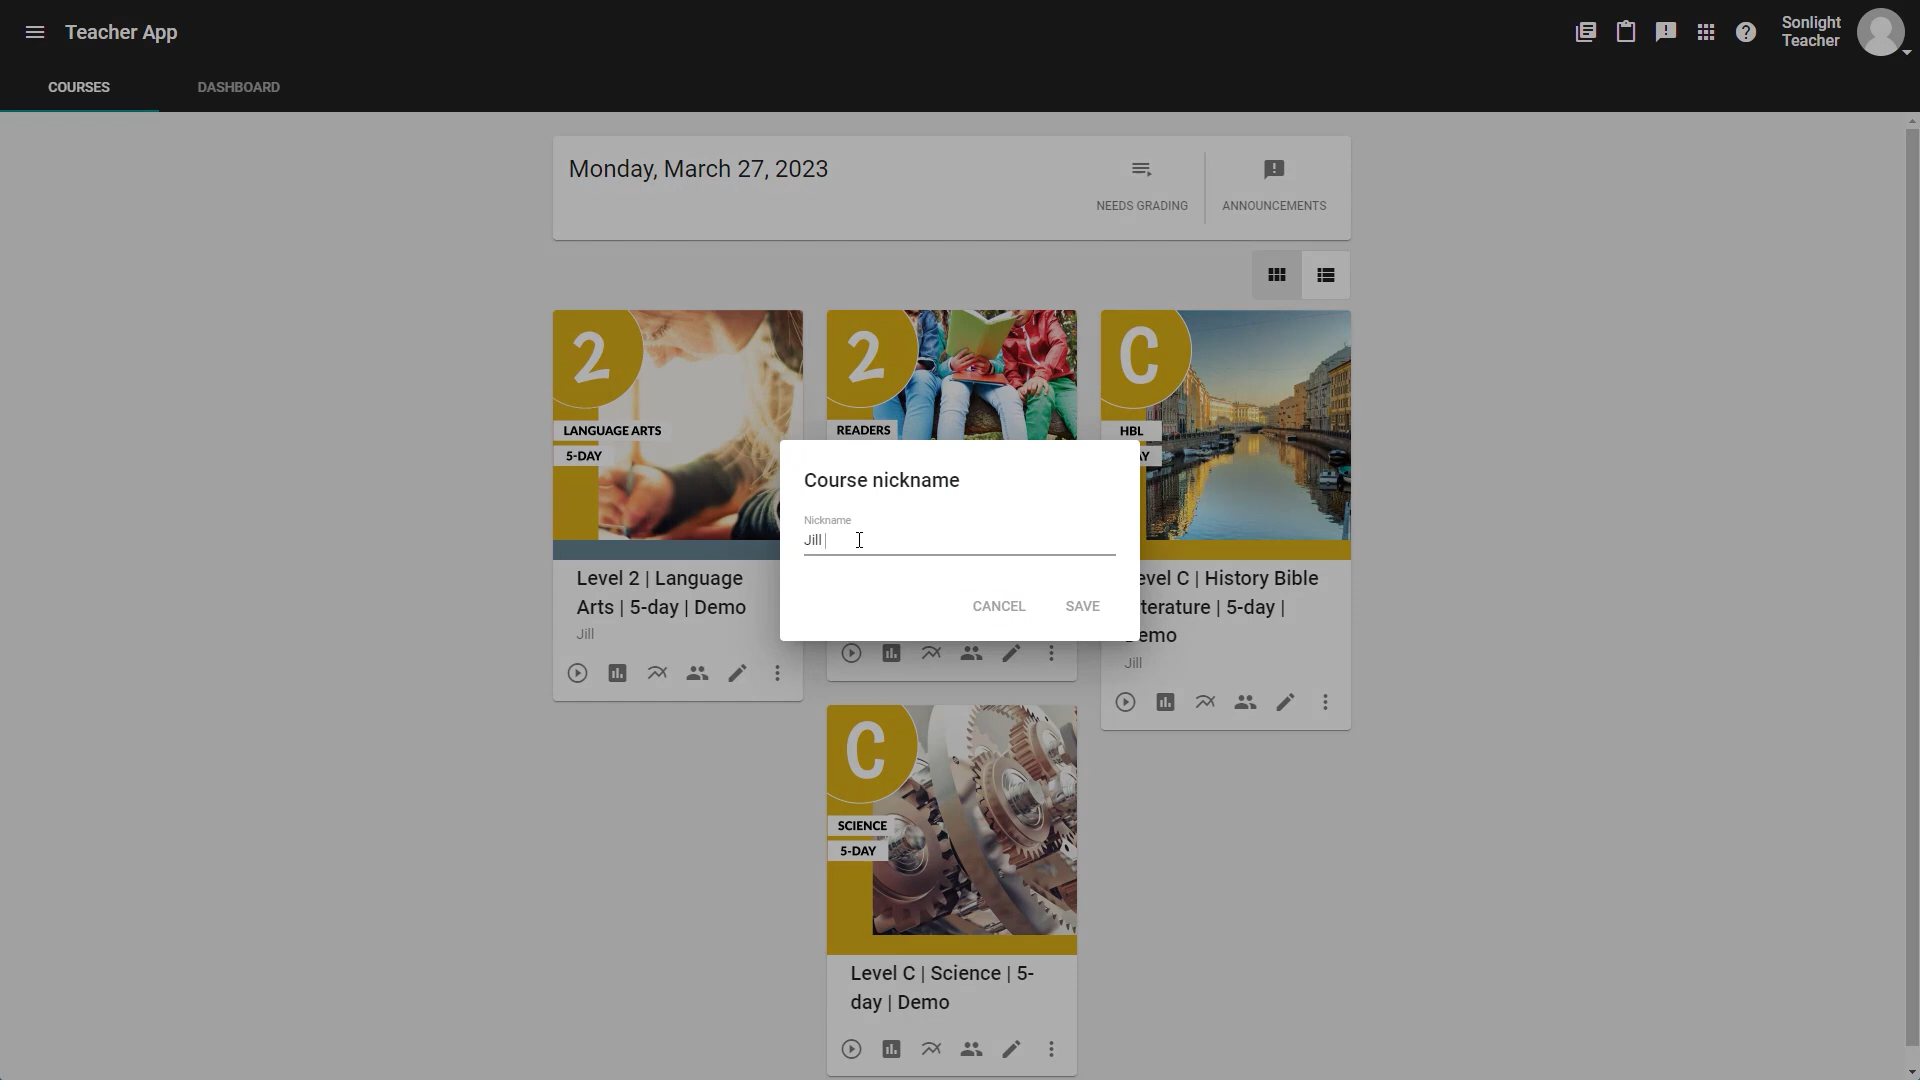 Teacher App
Sonlight
Teacher
COURSES
DASHBOARD
Monday, March 27, 2023
NEEDS GRADING
ANNOUNCEMENTS
2
LANGUAGE ARTS
5-DAY
2
READERS
C
HBL
AY
Course nickname
Nickname
Jill
CANCEL
SAVE
Level 2 | Language
Arts | 5-day | Demo
Jill
evel C | History Bible
terature | 5-day |
emo
Jill
C
SCIENCE
5-DAY
Level C | Science | 5-
day | Demo